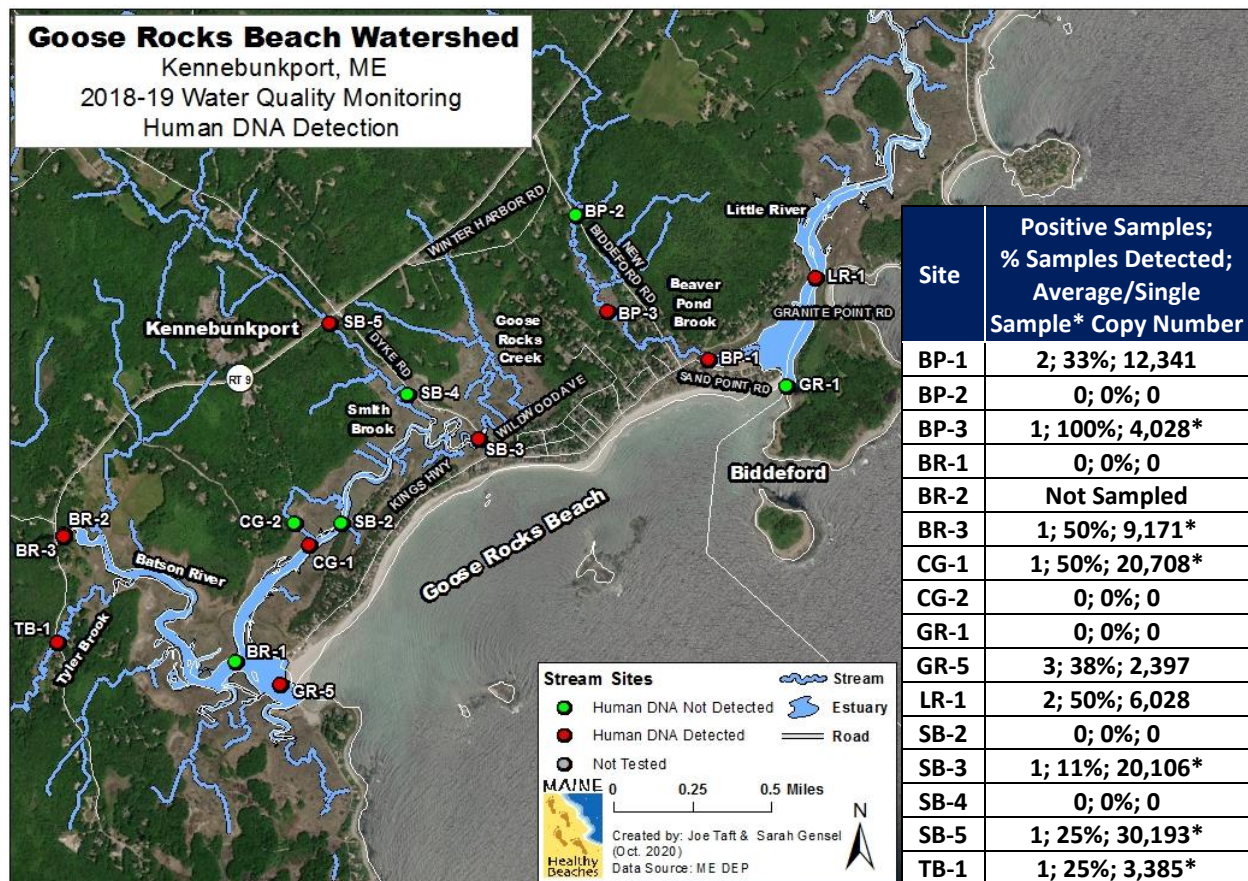 Goose Rocks Beach Watershed
Kennebunkport, ME
2018-19 Water Quality Monitoring
Human DNA Detection
WINTER HARBOR RD
BP-2
NEW
BIDDEFORD RD
Little River
LR-1
Beaver
Pond
Brook
BP-3
GRANITE POINT RD
Kennebunkport
SB-5
DYKE RD
Goose
Rocks
Creek
BP-1
SAND POINT RD
GR-1
RT 9
SB-4
Smith
Brook
WILDWOOD AVE
SB-3
KINGS HWY
Biddeford
BR-2
CG-2
SB-2
BR-3
CG-1
Batson River
Goose Rocks Beach
TB-1
Tyler Brook
BR-1
GR-5
Stream Sites
Human DNA Not Detected
Human DNA Detected
Not Tested
Stream
Estuary
Road
MAINE
Healthy
Beaches
0 0.25 0.5 Miles
N
Created by: Joe Taft & Sarah Gensel
(Oct. 2020)
Data Source: ME DEP
Site
Positive Samples;
% Samples Detected;
Average/Single
Sample* Copy Number
BP-1 2; 33%; 12,341
BP-2 0; 0%; 0
BP-3 1; 100%; 4,028*
BR-1 0; 0%; 0
BR-2 Not Sampled
BR-3 1; 50%; 9,171*
CG-1 1; 50%; 20,708*
CG-2 0; 0%; 0
GR-1 0; 0%; 0
GR-5 3; 38%; 2,397
LR-1 2; 50%; 6,028
SB-2 0; 0%; 0
SB-3 1; 11%; 20,106*
SB-4 0; 0%; 0
SB-5 1; 25%; 30,193*
TB-1 1; 25%; 3,385*